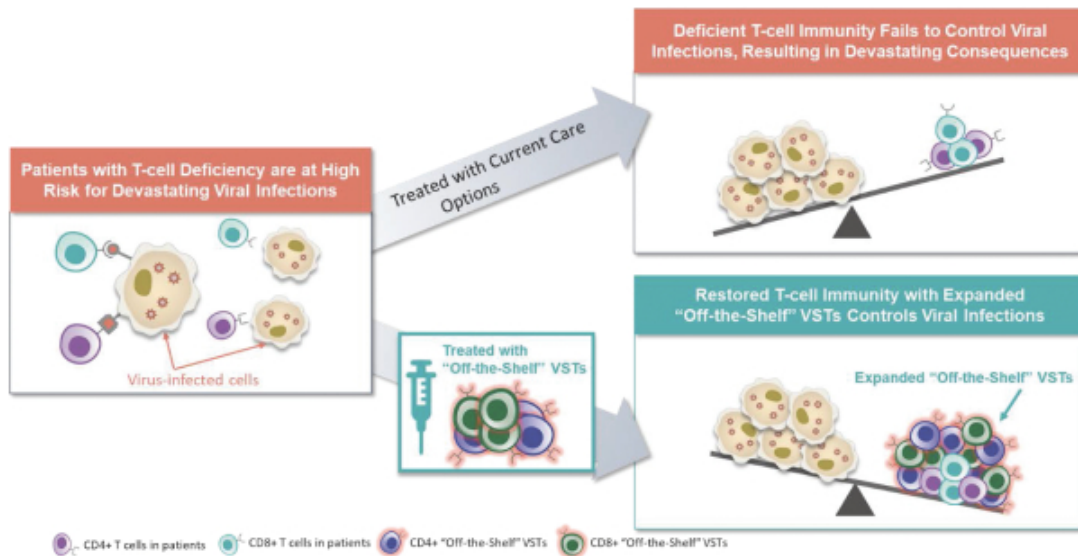 Deficient T-cell Immunity Fails to Control Viral
Infections, Resulting in Devastating Consequences
Patients with T-cell Deficiency are at High
Risk for Devastating Viral Infections
Treated with Current Care
Options
Virus-infected cells
Treated with
“Off-the-Shelf” VSTs
Restored T-cell Immunity with Expanded
“Off-the-Shelf” VSTs Controls Viral Infections
Expanded “Off-the-Shelf” VSTs
CD4+ T cells in patients
CD8+ T cells in patients
CD4+ “Off-the-Shelf” VSTs
CD8+ “Off-the-Shelf” VSTs